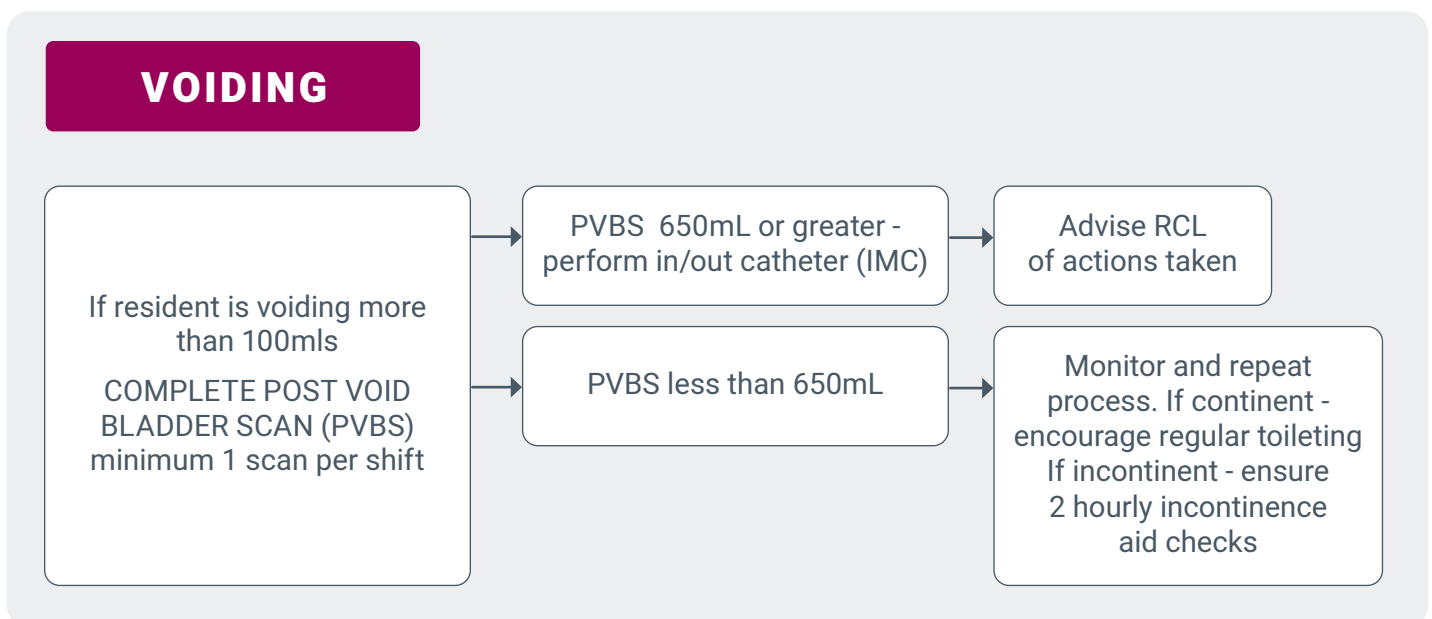 VOIDING
If resident is voiding more
than 100mls
COMPLETE POST VOID
BLADDER SCAN (PVBS)
minimum 1 scan per shift
PVBS 650mL or greater -
perform in/out catheter (IMC)
Advise RCL
of actions taken
PVBS less than 650mL
Monitor and repeat
process. If continent -
encourage regular toileting
If incontinent - ensure
2 hourly incontinence
aid checks